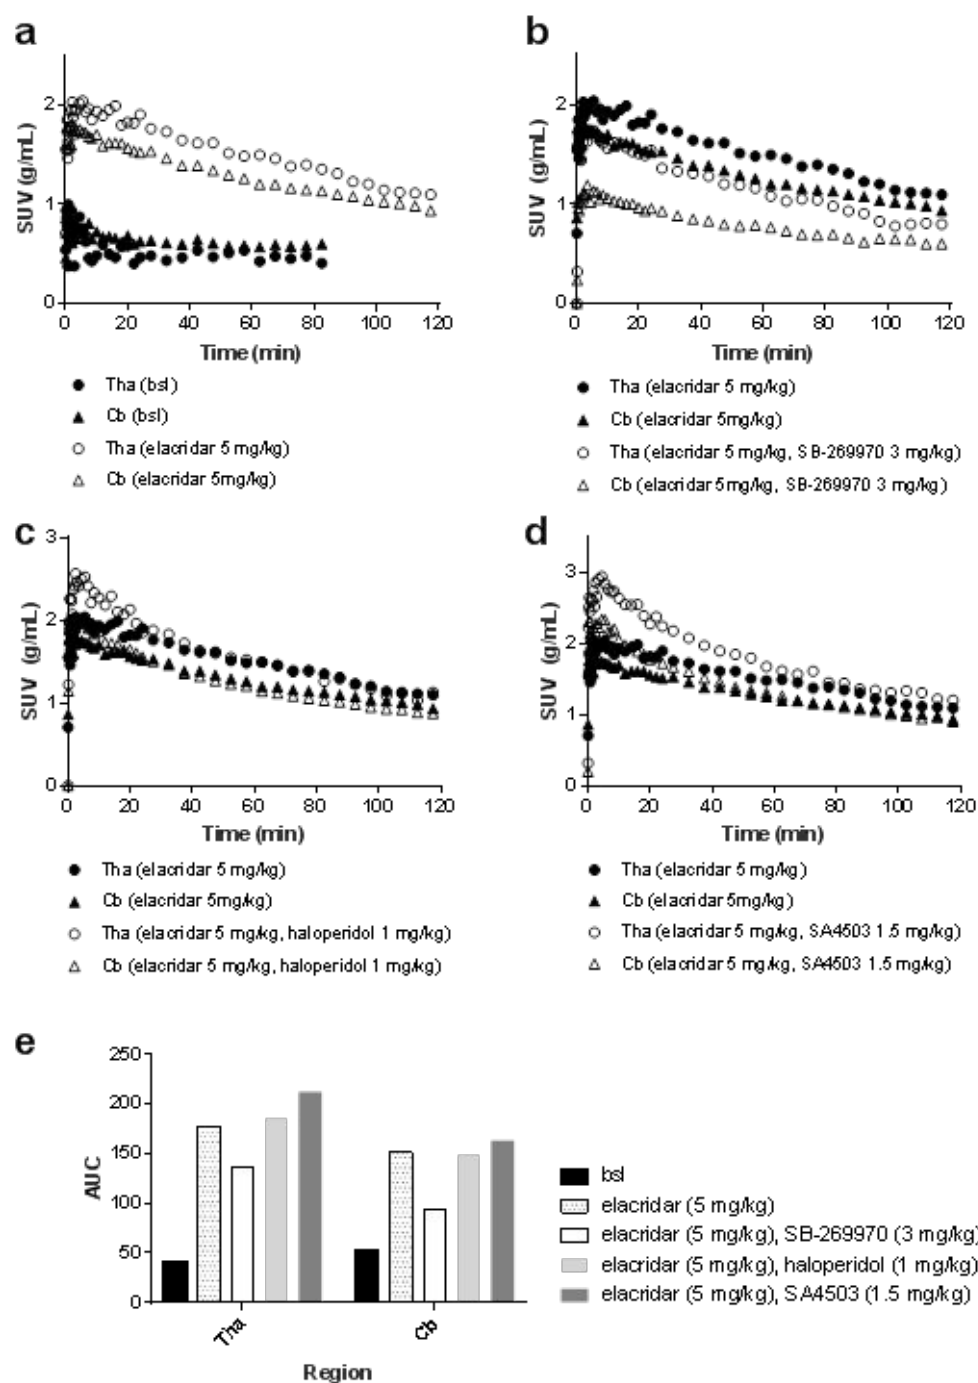 a
SUV (g/mL)
2
1
0
0 20 40 60 80 100 120
Time (min)
Tha (bsl)
Cb (bsl)
Tha (elacridar 5 mg/kg)
Cb (elacridar 5mg/kg)
b
SUV (g/mL)
2
1
0
0 20 40 60 80 100 120
Time (min)
Tha (elacridar 5 mg/kg)
Cb (elacridar 5mg/kg)
Tha (elacridar 5 mg/kg, SB-269970 3 mg/kg)
Cb (elacridar 5mg/kg, SB-269970 3 mg/kg)
c
SUV (g/mL)
3
2
1
0
0 20 40 60 80 100 120
Time (min)
Tha (elacridar 5 mg/kg)
Cb (elacridar 5mg/kg)
Tha (elacridar 5 mg/kg, haloperidol 1 mg/kg)
Cb (elacridar 5 mg/kg, haloperidol 1 mg/kg)
d
SUV (g/mL)
3
2
1
0
0 20 40 60 80 100 120
Time (min)
Tha (elacridar 5 mg/kg)
Cb (elacridar 5mg/kg)
Tha (elacridar 5 mg/kg, SA4503 1.5 mg/kg)
Cb (elacridar 5 mg/kg, SA4503 1.5 mg/kg)
e
AUC
250
200
150
100
50
0
Tha Cb
Region
bsl
elacridar (5 mg/kg)
elacridar (5 mg/kg), SB-269970 (3 mg/kg)
elacridar (5 mg/kg), haloperidol (1 mg/kg)
elacridar (5 mg/kg), SA4503 (1.5 mg/kg)